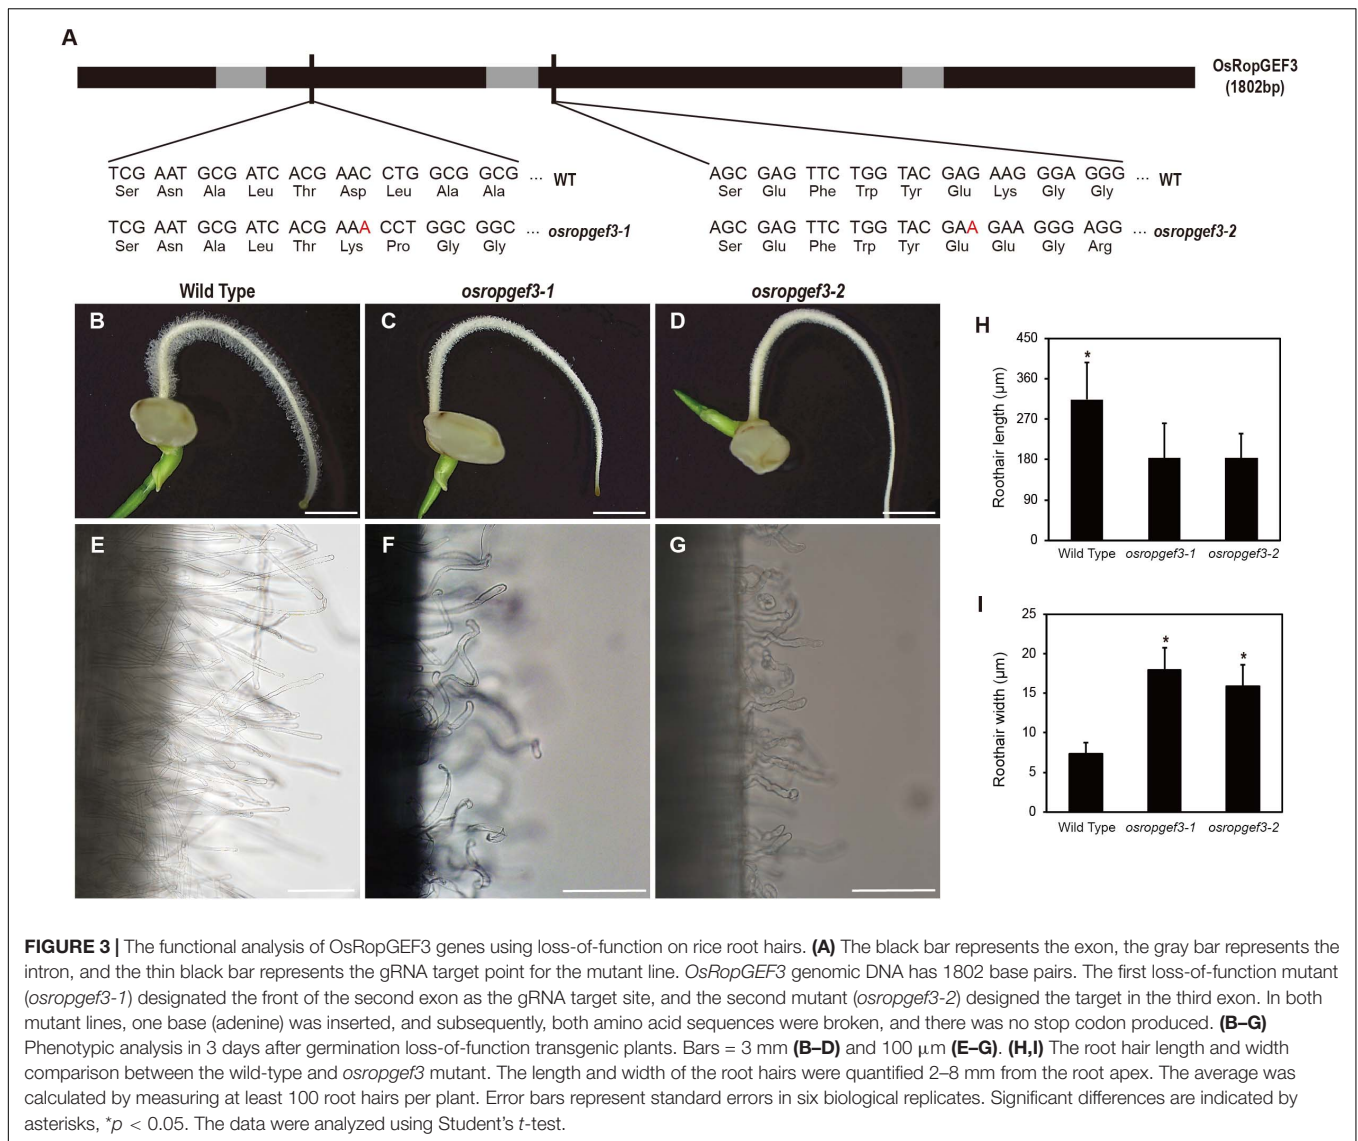 A
OsRopGEF3
(1802bp)
TCG AAT GCG ATC ACG AAC CTG GCG GCG ... WT
Ser Asn Ala Leu Thr Asp Leu Ala Ala
TCG AAT GCG ATC ACG AAA CCT GGC GGC ... osropgef3-1
Ser Asn Ala Leu Thr Lys Pro Gly Gly
AGC GAG TTC TGG TAC GAG AAG GGA GGG ... WT
Ser Glu Phe Trp Tyr Glu Lys Gly Gly
AGC GAG TTC TGG TAC GAA GAA GGG AGG ... osropgef3-2
Ser Glu Phe Trp Tyr Glu Glu Gly Arg
Wild Type osropgef3-1 osropgef3-2
B C D
E F G
H
Roothair length (μm)
450
360
270
180
90
0
*
Wild Type osropgef3-1 osropgef3-2
I
Roothair width (μm)
25
20
15
10
5
0
* *
Wild Type osropgef3-1 osropgef3-2
FIGURE 3 | The functional analysis of OsRopGEF3 genes using loss-of-function on rice root hairs. (A) The black bar represents the exon, the gray bar represents the
intron, and the thin black bar represents the gRNA target point for the mutant line. OsRopGEF3 genomic DNA has 1802 base pairs. The first loss-of-function mutant
(osropgef3-1) designated the front of the second exon as the gRNA target site, and the second mutant (osropgef3-2) designed the target in the third exon. In both
mutant lines, one base (adenine) was inserted, and subsequently, both amino acid sequences were broken, and there was no stop codon produced. (B–G)
Phenotypic analysis in 3 days after germination loss-of-function transgenic plants. Bars = 3 mm (B–D) and 100 μm (E–G). (H,I) The root hair length and width
comparison between the wild-type and osropgef3 mutant. The length and width of the root hairs were quantified 2–8 mm from the root apex. The average was
calculated by measuring at least 100 root hairs per plant. Error bars represent standard errors in six biological replicates. Significant differences are indicated by
asterisks, *p < 0.05. The data were analyzed using Student's t-test.